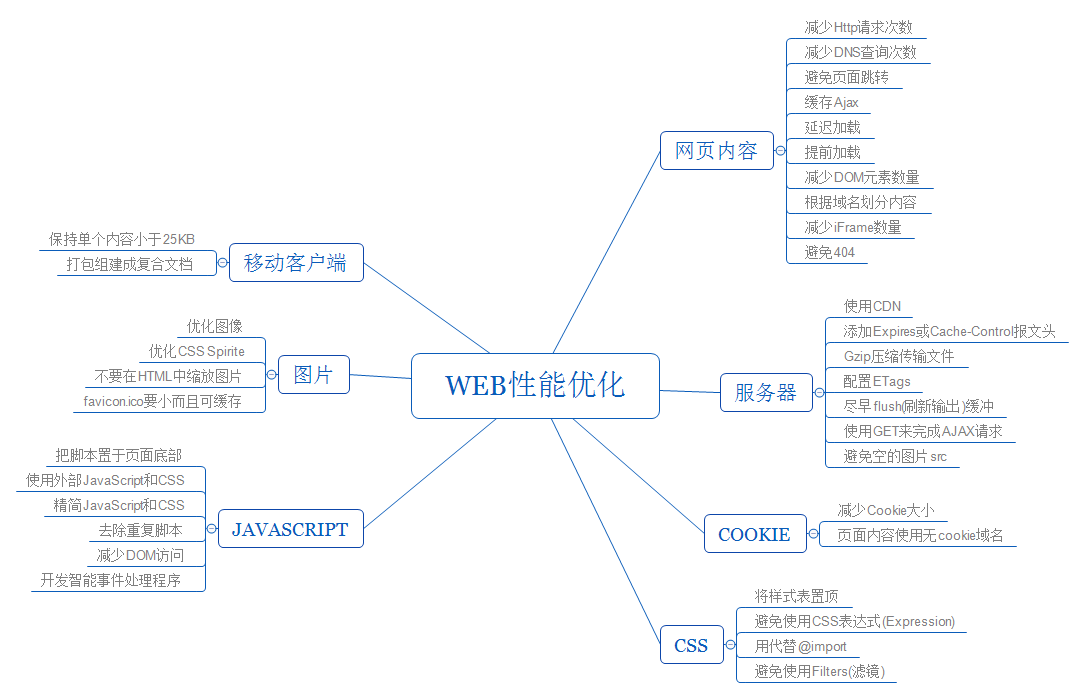 WEB性能优化
网页内容
减少Http请求次数
减少DNS查询次数
避免页面跳转
缓存Ajax
延迟加载
提前加载
减少DOM元素数量
根据域名划分内容
减少iFrame数量
避免404
服务器
使用CDN
添加Expires或Cache-Control报文头
Gzip压缩传输文件
配置ETags
尽早flush(刷新输出)缓冲
使用GET来完成AJAX请求
避免空的图片src
COOKIE
减少Cookie大小
页面内容使用无cookie域名
CSS
将样式表置顶
避免使用CSS表达式(Expression)
用代替@import
避免使用Filters(滤镜)
JAVASCRIPT
把脚本置于页面底部
使用外部JavaScript和CSS
精简JavaScript和CSS
去除重复脚本
减少DOM访问
开发智能事件处理程序
图片
优化图像
优化CSS Spirite
不要在HTML中缩放图片
favicon.ico要小而且可缓存
移动客户端
保持单个内容小于25KB
打包组建成复合文档